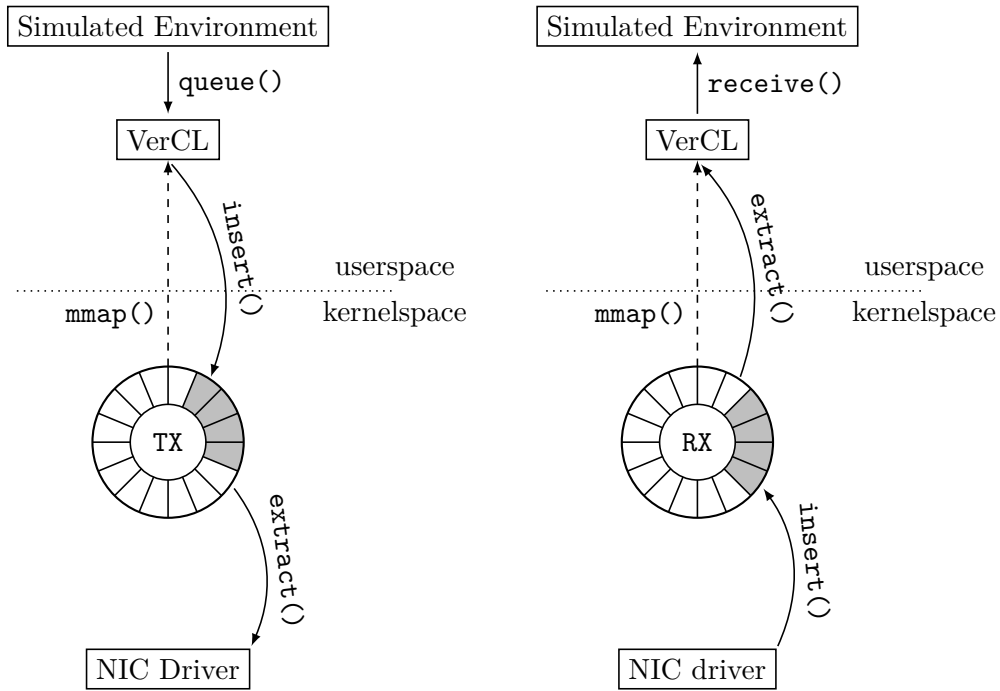 Simulated Environment
queue()
VerCL
insert()
userspace
mmap()
kernelspace
TX
extract()
NIC Driver
Simulated Environment
receive()
VerCL
extract()
userspace
mmap()
kernelspace
RX
insert()
NIC driver